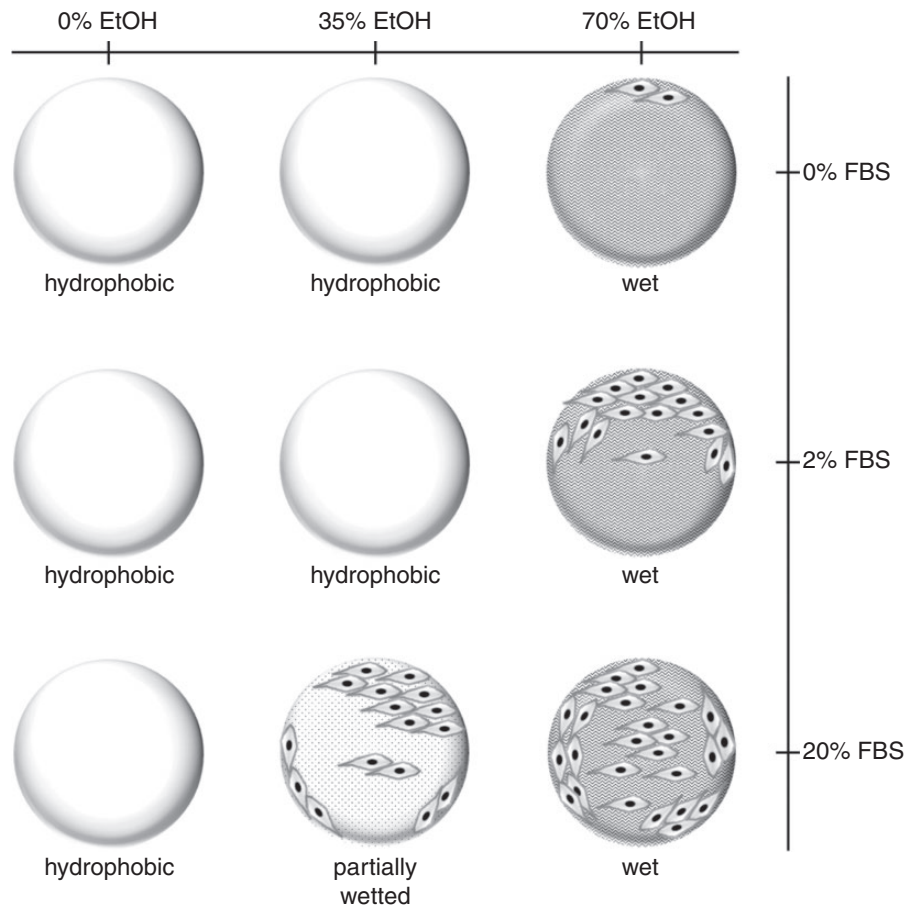 0% EtOH
35% EtOH
70% EtOH
0% FBS
hydrophobic
hydrophobic
wet
2% FBS
hydrophobic
hydrophobic
wet
20% FBS
hydrophobic
partially
wetted
wet